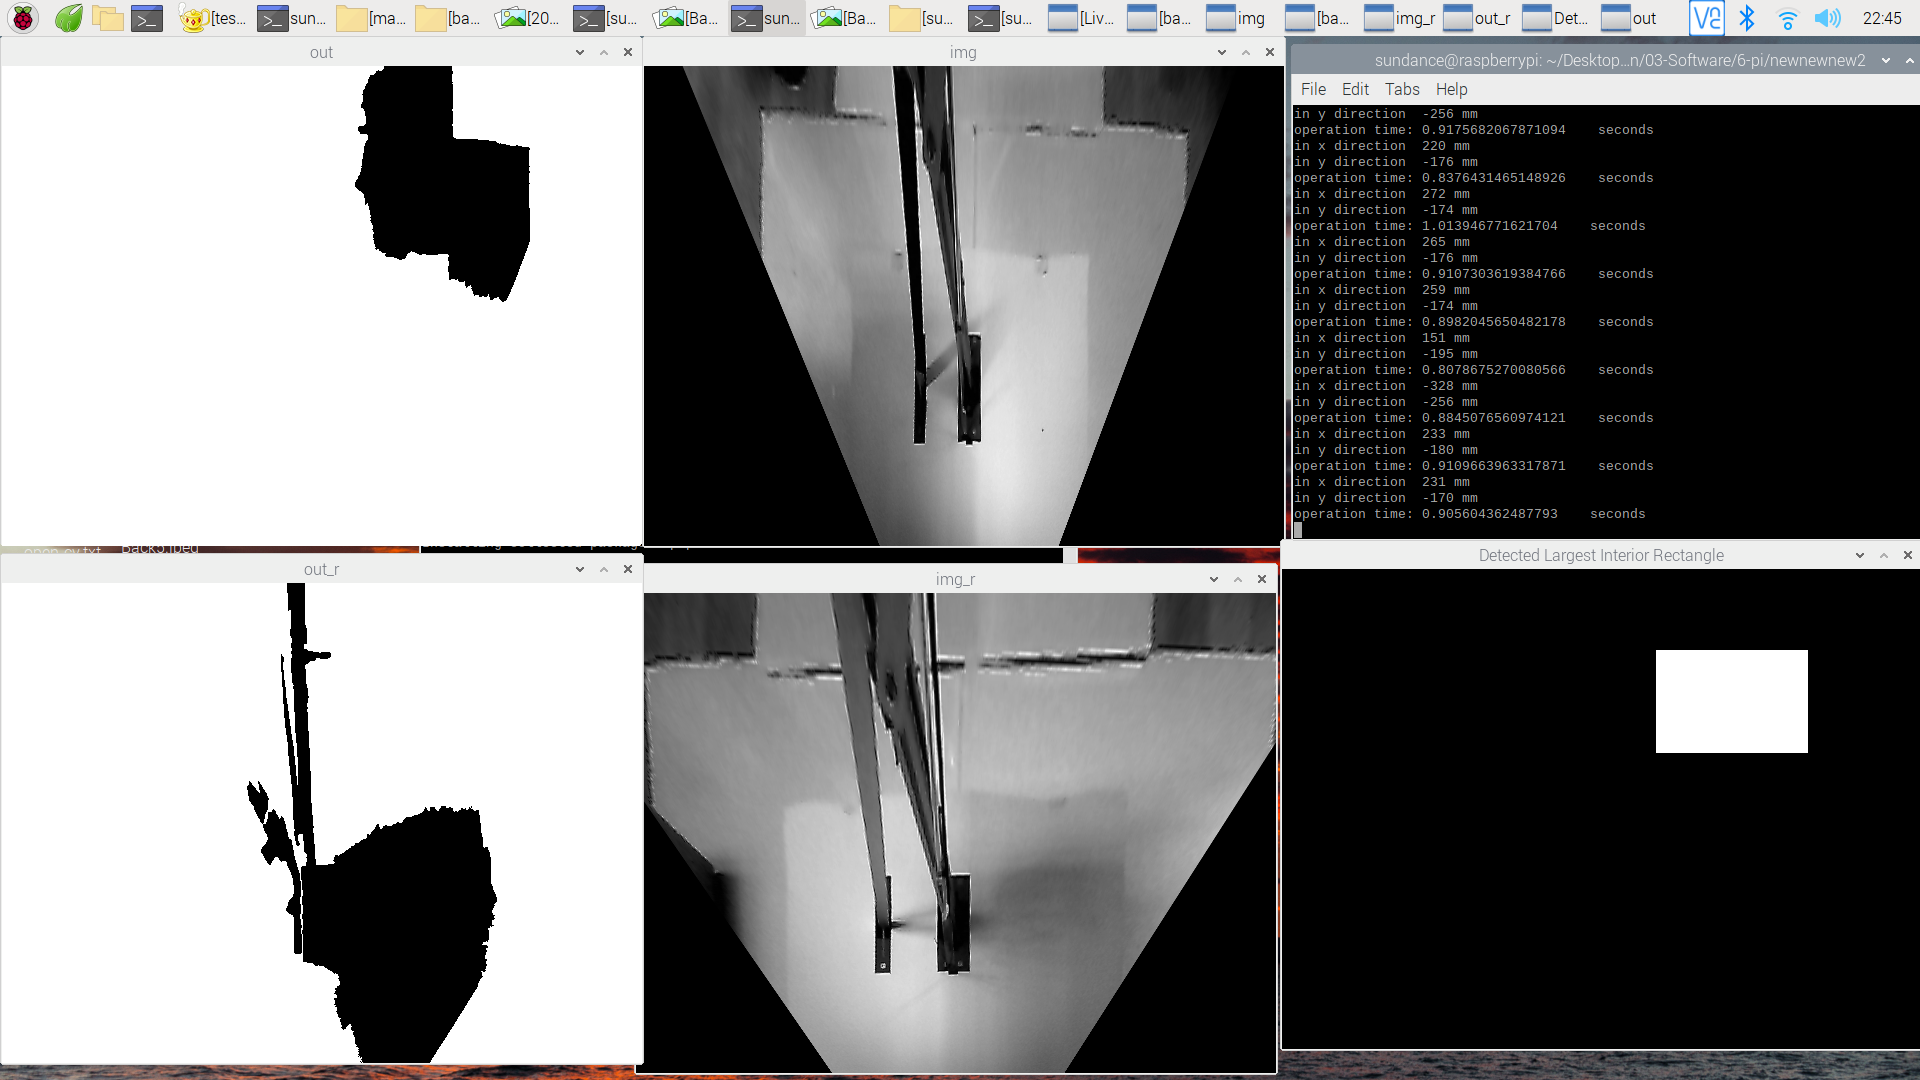 [tes...
sun...
[ma...
[ba...
[20...
[su...
[Ba...
sun...
[Ba...
[su...
[su...
[Liv...
[ba...
img
[ba...
img_r
out_r
Det...
out
22:45
out
img
sundance@raspberrypi: ~/Desktop...n/03-Software/6-pi/newnewnew2
File Edit Tabs Help
in y direction  -256 mm
operation time: 0.9175682067871094    seconds
in x direction  220 mm
in y direction  -176 mm
operation time: 0.8376431465148926    seconds
in x direction  272 mm
in y direction  -174 mm
operation time: 1.013946771621704    seconds
in x direction  265 mm
in y direction  -176 mm
operation time: 0.9107303619384766    seconds
in x direction  259 mm
in y direction  -174 mm
operation time: 0.8982045650482178    seconds
in x direction  151 mm
in y direction  -195 mm
operation time: 0.8078675270080566    seconds
in x direction  -328 mm
in y direction  -256 mm
operation time: 0.8845076560974121    seconds
in x direction  233 mm
in y direction  -180 mm
operation time: 0.9109663963317871    seconds
in x direction  231 mm
in y direction  -170 mm
operation time: 0.905604362487793    seconds
Back5.jpeg
out_r
img_r
Detected Largest Interior Rectangle